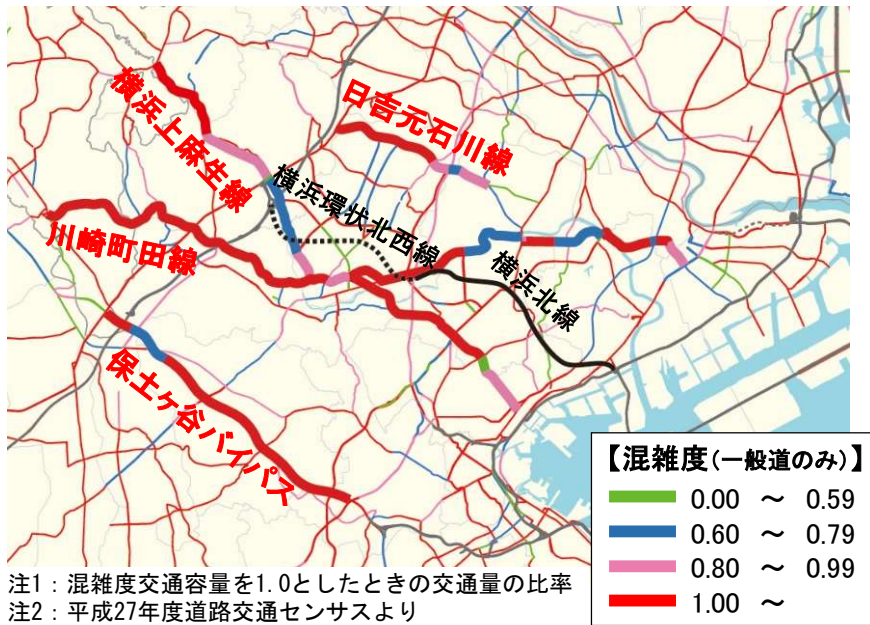 横浜上麻生線
日吉元石川線
横浜環状北西線
川崎町田線
横浜北線
保土ヶ谷バイパス
【混雑度(一般道のみ)】
0.00 ～ 0.59
0.60 ～ 0.79
0.80 ～ 0.99
1.00 ～
注1：混雑度交通容量を1.0としたときの交通量の比率
注2：平成27年度道路交通センサスより